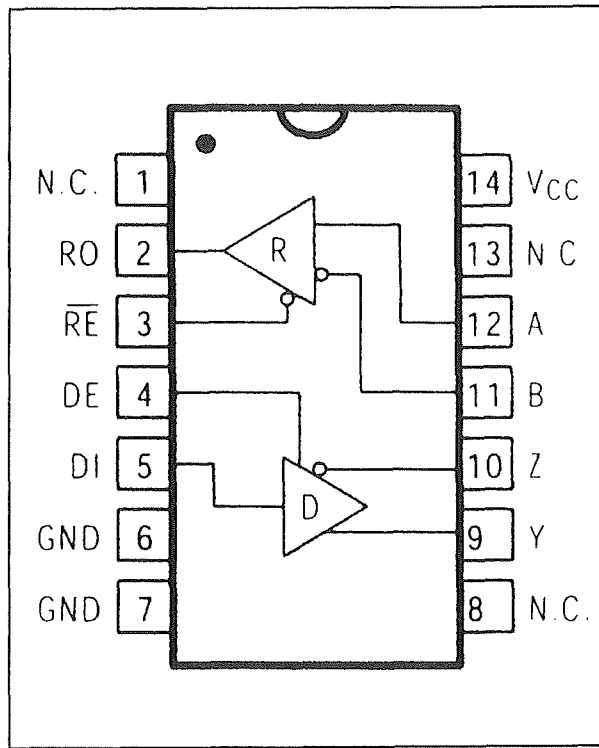 N.C. 1
RO 2
R̅E̅ 3
DE 4
DI 5
GND 6
GND 7
R
D
14 VCC
13 NC
12 A
11 B
10 Z
9 Y
8 N.C.